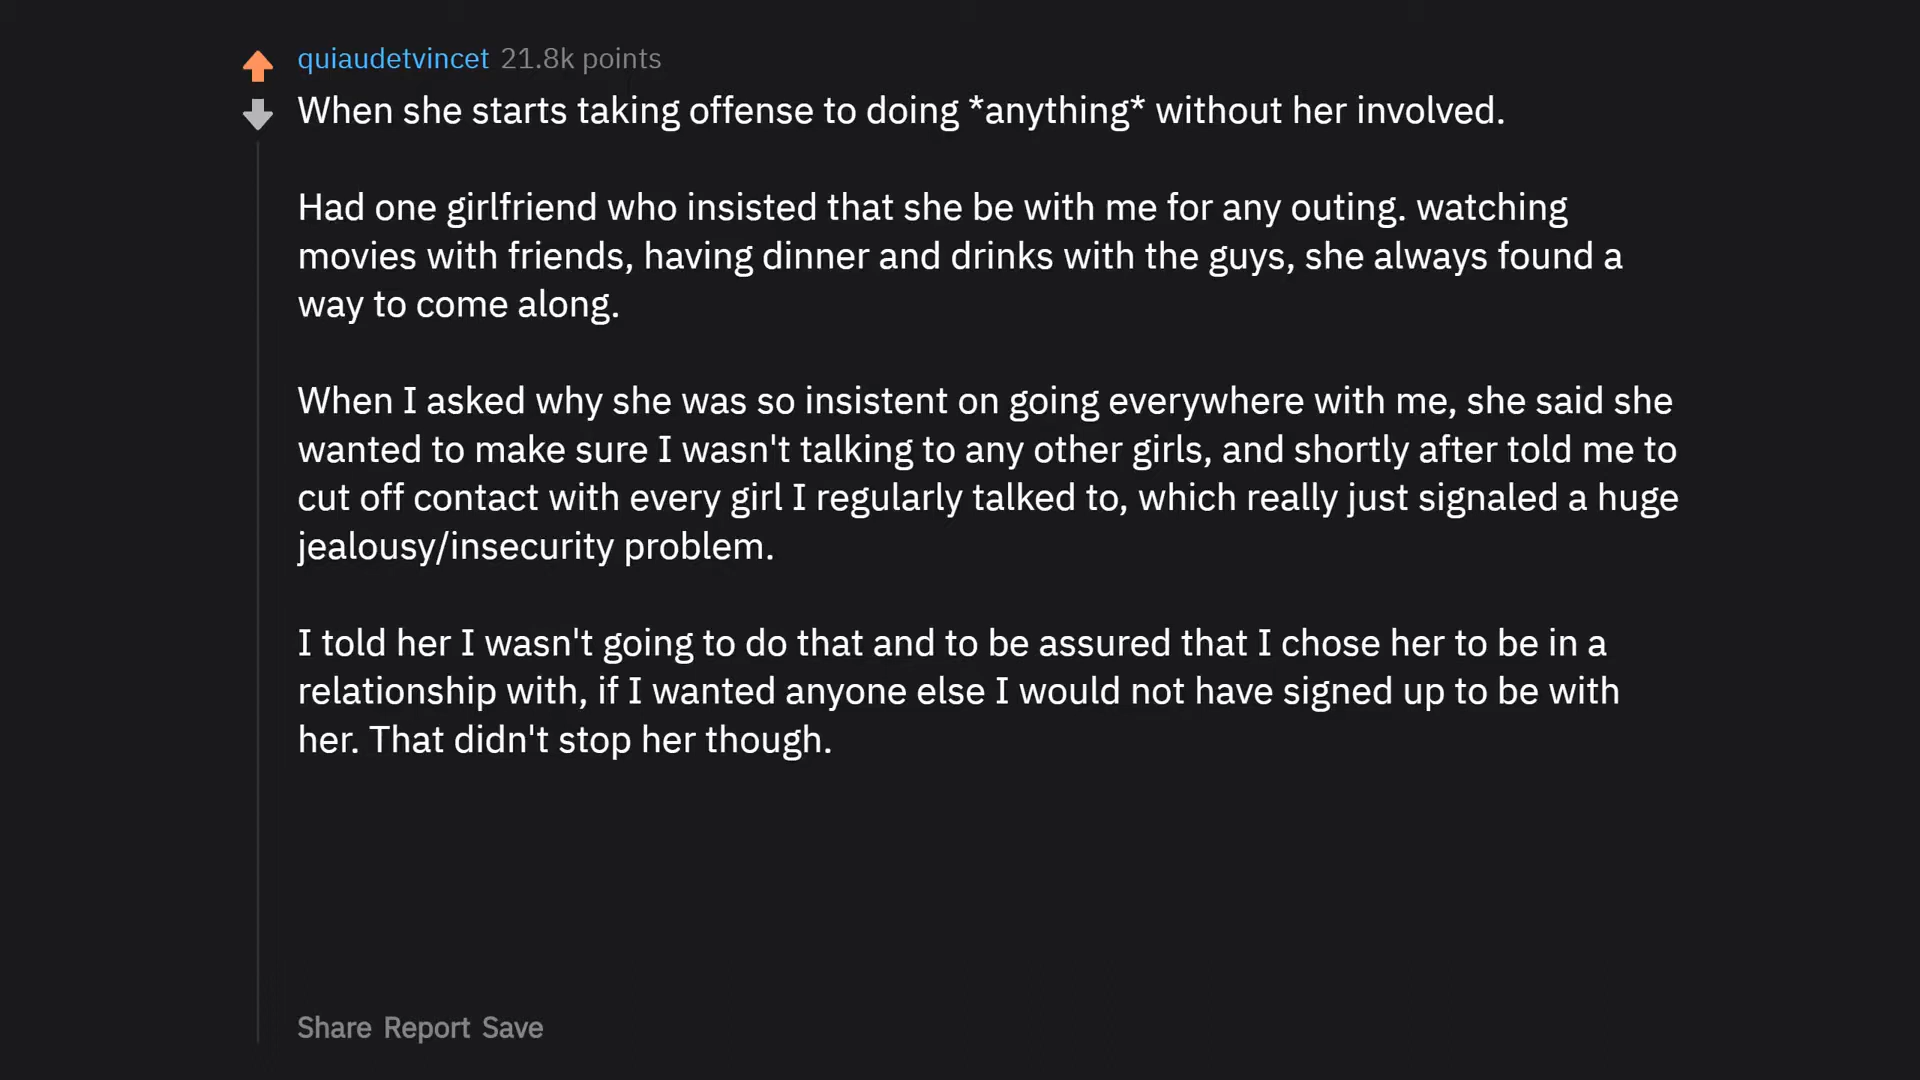 quiaudetvincet 21.8k points
When she starts taking offense to doing *anything* without her involved.
Had one girlfriend who insisted that she be with me for any outing. watching
movies with friends, having dinner and drinks with the guys, she always found a
way to come along.
When I asked why she was so insistent on going everywhere with me, she said she
wanted to make sure I wasn't talking to any other girls, and shortly after told me to
cut off contact with every girl I regularly talked to, which really just signaled a huge
jealousy/insecurity problem.
I told her I wasn't going to do that and to be assured that I chose her to be in a
relationship with, if I wanted anyone else I would not have signed up to be with
her. That didn't stop her though.
Share Report Save